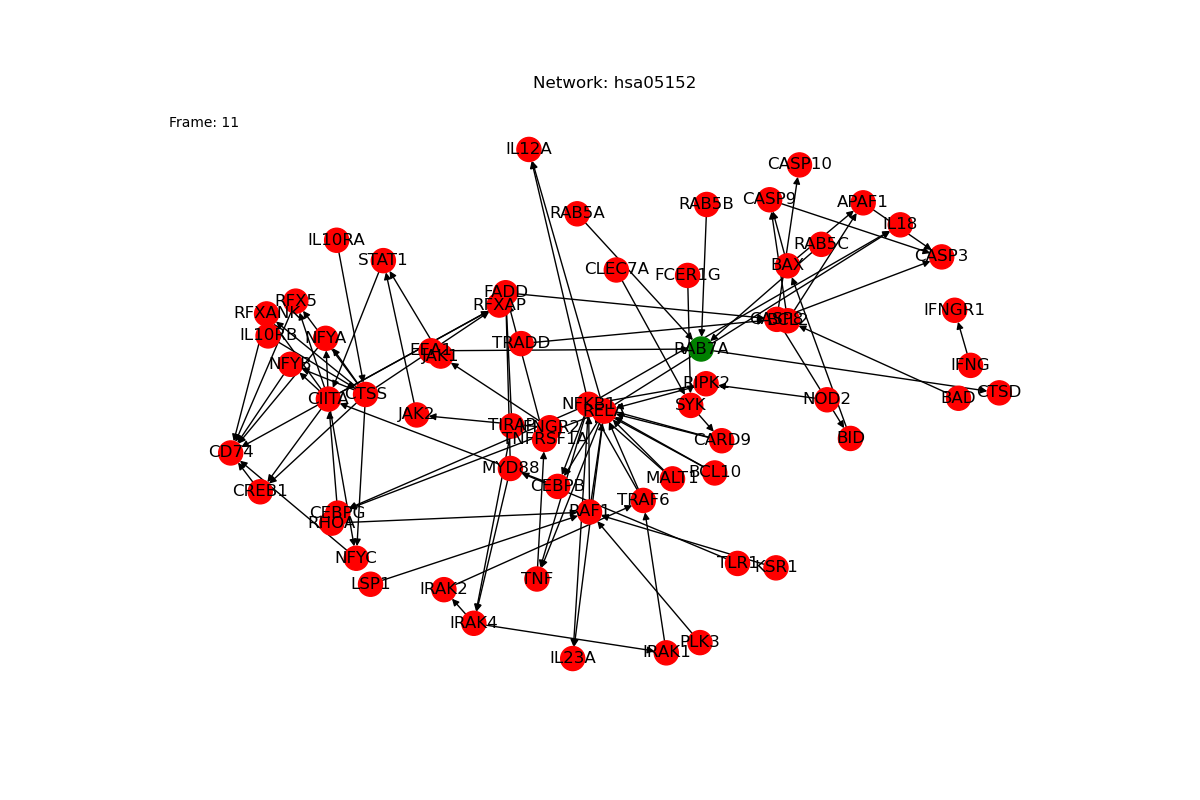 Network: hsa05152
Frame: 11
IL12A
CASP10
CASP9
APAF1
RAB5B
RAB5A
IL18
IL10RA
RAB5C
CASP3
STAT1
BAX
CLEC7A
FCER1G
FADD
RFX5
RFXAP
RFXANK
IFNGR1
CASP8
BCL2
IL10RB
NFYA
TRADD
RAB7A
EEA1
JAK1
NFYB
IFNG
RIPK2
CTSS
CTSD
CIITA
BAD
NOD2
NFKB1
SYK
RELA
JAK2
TIRAP
IFNGR2
TNFRSF1A
BID
CARD9
CD74
MYD88
BCL10
MALT1
CEBPB
CREB1
TRAF6
CEBPG
RAF1
RHOA
NFYC
TLR1
KSR1
TNF
LSP1
IRAK2
IRAK4
PLK3
IRAK1
IL23A